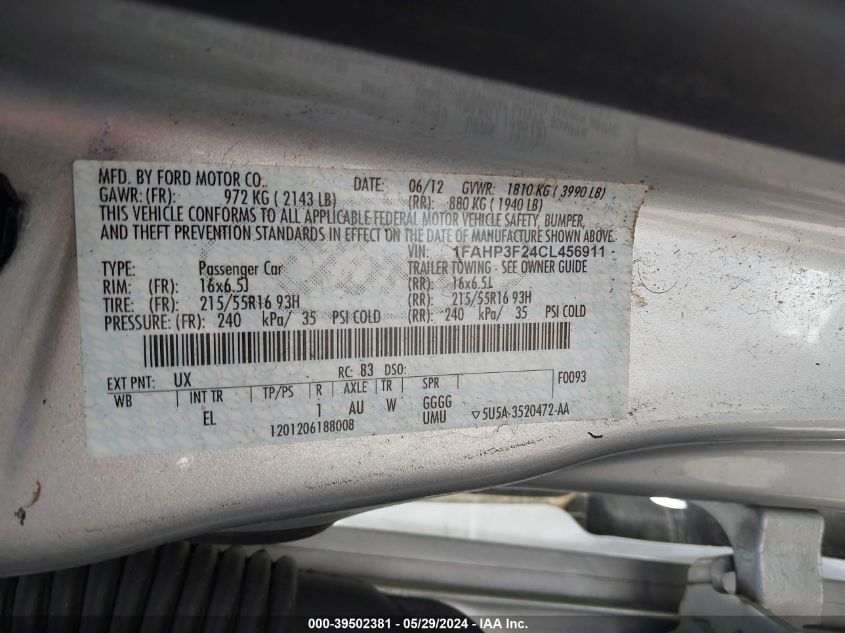 MFD. BY FORD MOTOR CO.. DATE: 06/12 GVWR: 1810 KG ( 3990 LB)
GAWR: (FR): 972 KG ( 2143 LB) (RR): 880 KG ( 1940 LB)
THIS VEHICLE CONFORMS TO ALL APPLICABLE FEDERAL MOTOR VEHICLE SAFETY, BUMPER,
AND THEFT PREVENTION STANDARDS IN EFFECT ON THE DATE OF MANUFACTURE SHOWN ABOVE.
VIN: 1FAHP3F24CL456911
TYPE: Passenger Car TRAILER TOWING - SEE OWNER GUIDE
RIM: (FR): 16x6.5J (RR): 16x6.5J
TIRE: (FR): 215/55R16 93H (RR): 215/55R16 93H
PRESSURE: (FR): 240 kPa/ 35 PSI COLD (RR): 240 kPa/ 35 PSI COLD
EXT PNT: UX RC: 83 DSO: F0093
WB INT TR TP/PS R AXLE TR SPR
EL 1 AU W GGGG
UMU ▽5U5A-3520472-AA
1201206188008
000-39502381 - 05/29/2024 - IAA Inc.